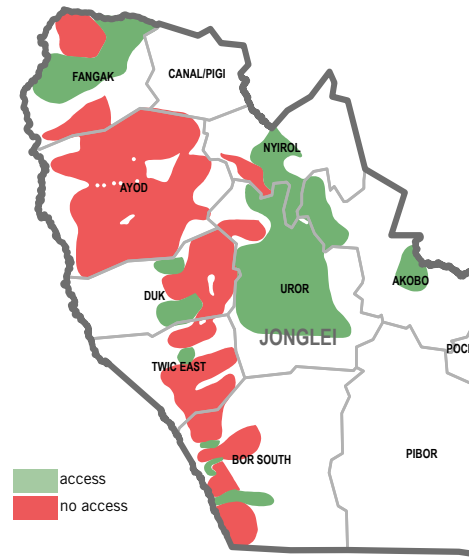 FANGAK
CANAL/PIGI
NYIROL
AYOD
AKOBO
UROR
DUK
JONGLEI
POCH
TWIC EAST
PIBOR
BOR SOUTH
access
no access